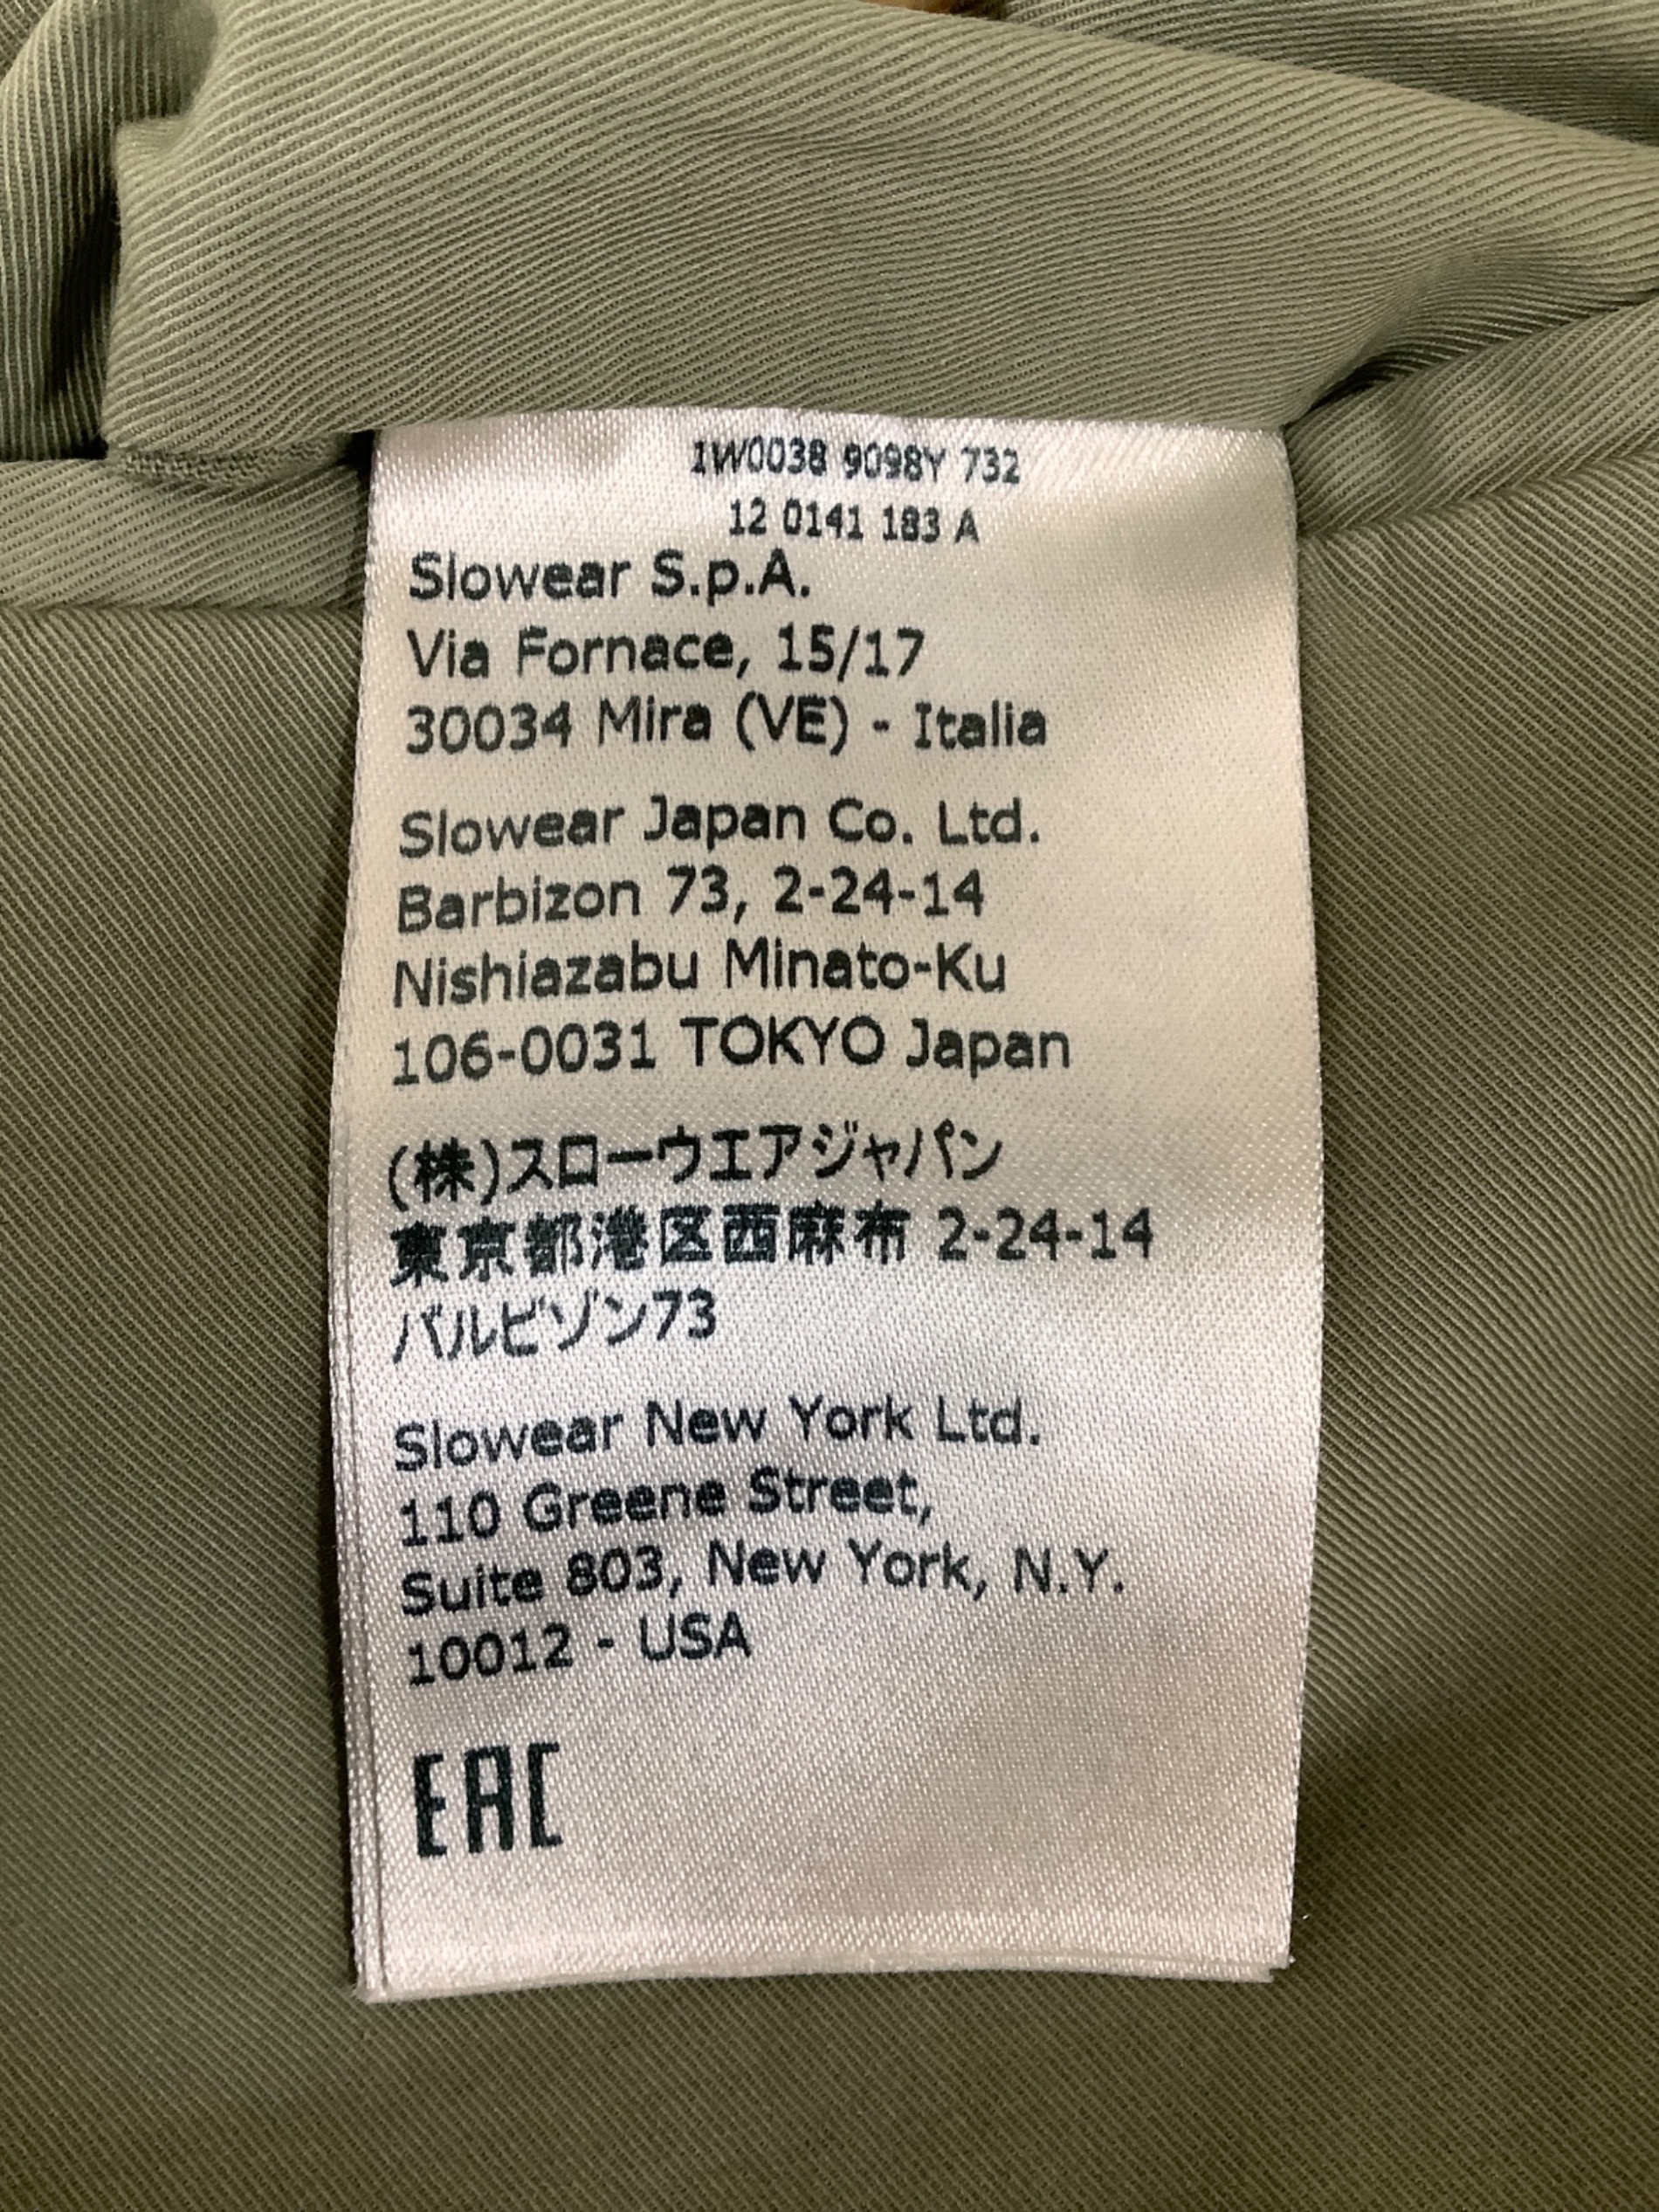 1W0038 9098Y 732
12 0141 183 A
Slowear S.p.A.
Via Fornace, 15/17
30034 Mira (VE) - Italia
Slowear Japan Co. Ltd.
Barbizon 73, 2-24-14
Nishiazabu Minato-Ku
106-0031 TOKYO Japan
(株)スローウエアジャパン
東京都港区西麻布 2-24-14
バルビゾン73
Slowear New York Ltd.
110 Greene Street,
Suite 803, New York, N.Y.
10012 - USA
EAC